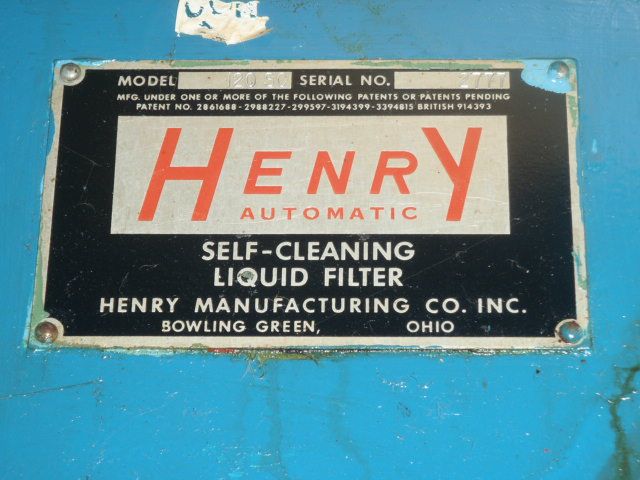 MODEL 120 SC SERIAL NO. 2777
MFG. UNDER ONE OR MORE OF THE FOLLOWING PATENTS OR PATENTS PENDING
PATENT NO. 2861688-2988227-299597-3194399-3394815 BRITISH 914393
HENRY
AUTOMATIC
SELF-CLEANING
LIQUID FILTER
HENRY MANUFACTURING CO. INC.
BOWLING GREEN, OHIO